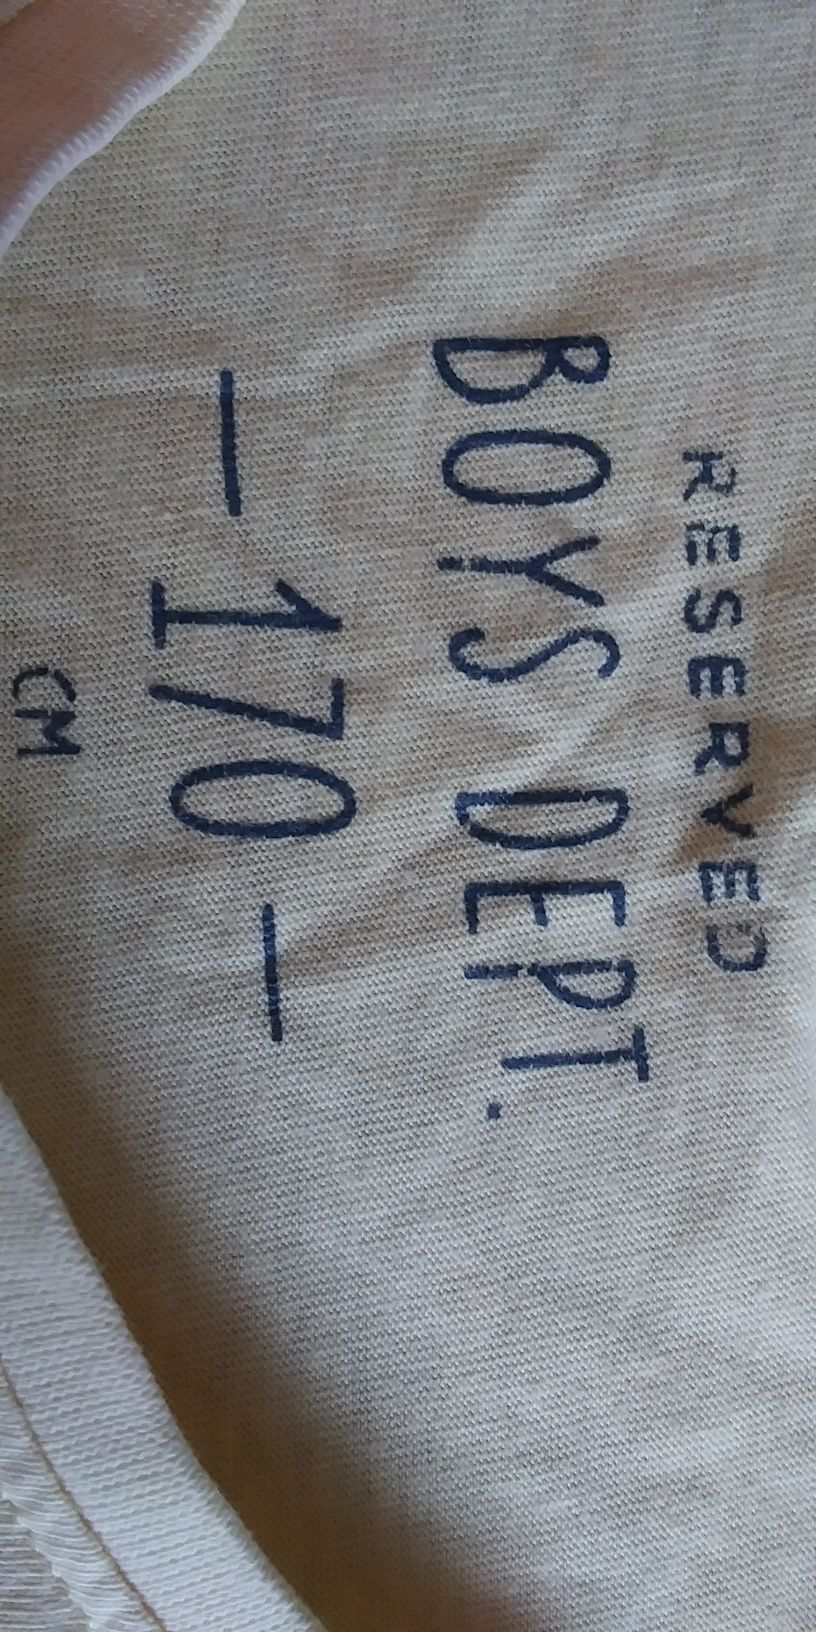 RESERVED
BOYS DEPT.
— 170 —
CM